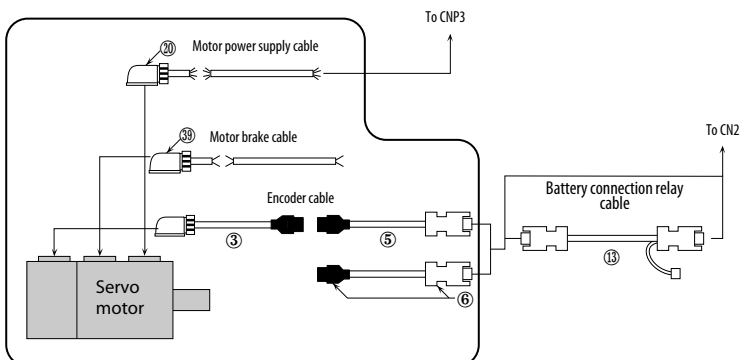 To CNP3
⑳
Motor power supply cable
㊴
Motor brake cable
To CN2
Encoder cable
Battery connection relay
cable
③
⑤
⑬
⑥
Servo
motor